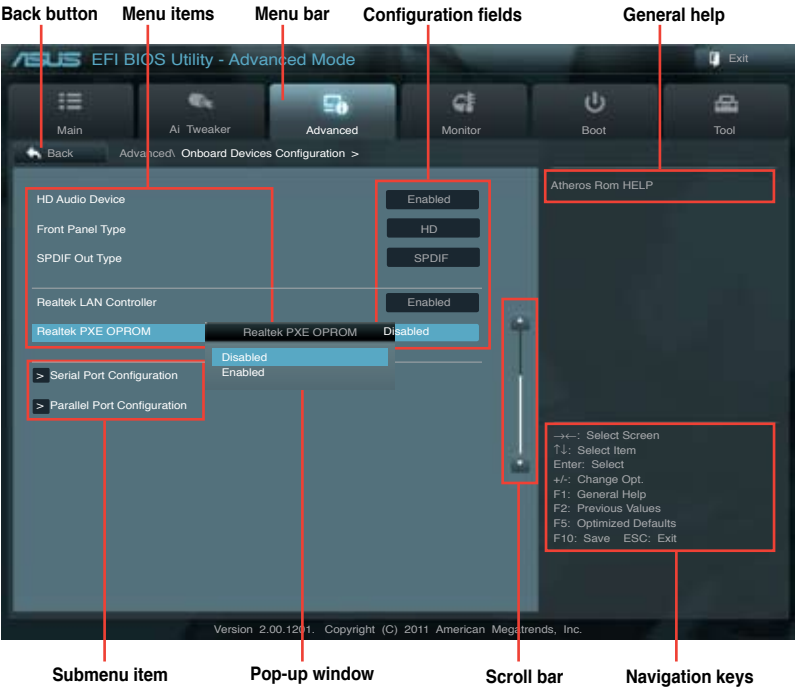 Back button Menu items Menu bar Configuration fields General help
ASUS EFI BIOS Utility - Advanced Mode Exit
Main Ai Tweaker Advanced Monitor Boot Tool
Back Advanced\ Onboard Devices Configuration >
HD Audio Device Enabled
Front Panel Type HD
SPDIF Out Type SPDIF
Realtek LAN Controller Enabled
Realtek PXE OPROM Realtek PXE OPROM Disabled
Disabled
Enabled
> Serial Port Configuration
> Parallel Port Configuration
Atheros Rom HELP
→←: Select Screen
↑↓: Select Item
Enter: Select
+/-: Change Opt.
F1: General Help
F2: Previous Values
F5: Optimized Defaults
F10: Save ESC: Exit
Version 2.00.1201. Copyright (C) 2011 American Megatrends, Inc.
Submenu item Pop-up window Scroll bar Navigation keys